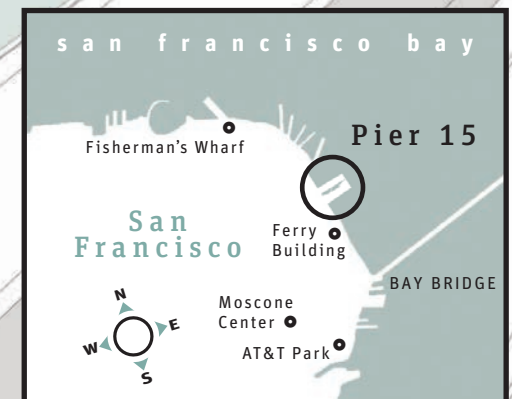 san francisco bay
Pier 15
Fisherman's Wharf
San
Francisco
Ferry
Building
BAY BRIDGE
Moscone
Center
AT&T Park
N
E
W
S